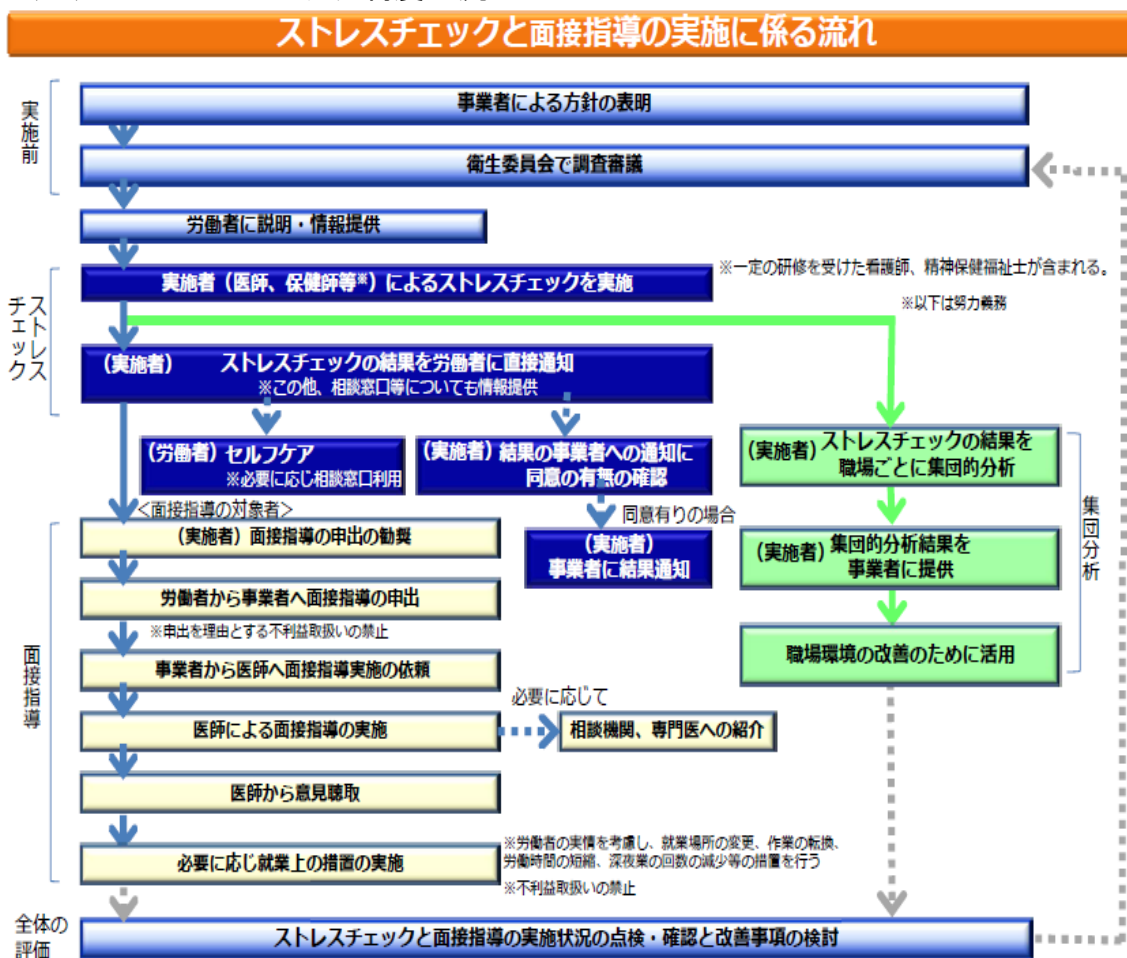 ストレスチェックと面接指導の実施に係る流れ
実施前
事業者による方針の表明
衛生委員会で調査審議
労働者に説明・情報提供
ストレスチェック
実施者（医師、保健師等※）によるストレスチェックを実施
※一定の研修を受けた看護師、精神保健福祉士が含まれる。
※以下は努力義務
（実施者） ストレスチェックの結果を労働者に直接通知
※この他、相談窓口等についても情報提供
（労働者） セルフケア
※必要に応じ相談窓口利用
（実施者） 結果の事業者への通知に
同意の有無の確認
同意有りの場合
（実施者）
事業者に結果通知
集団分析
（実施者） ストレスチェックの結果を
職場ごとに集団的分析
（実施者） 集団的分析結果を
事業者に提供
職場環境の改善のために活用
面接指導
＜面接指導の対象者＞
（実施者）面接指導の申出の勧奨
労働者から事業者へ面接指導の申出
※申出を理由とする不利益取扱いの禁止
事業者から医師へ面接指導実施の依頼
医師による面接指導の実施
必要に応じて
相談機関、専門医への紹介
医師から意見聴取
必要に応じ就業上の措置の実施
※労働者の実情を考慮し、就業場所の変更、作業の転換、
労働時間の短縮、深夜業の回数の減少等の措置を行う
※不利益取扱いの禁止
全体の
評価
ストレスチェックと面接指導の実施状況の点検・確認と改善事項の検討